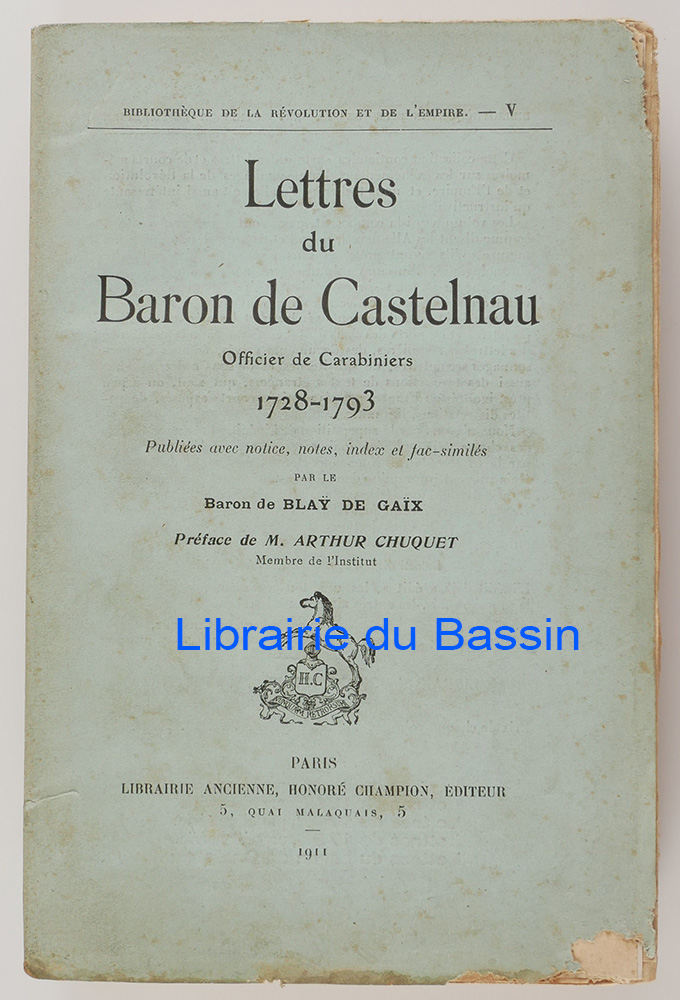 BIBLIOTHÈQUE DE LA RÉVOLUTION ET DE L'EMPIRE. — V
Lettres
du
Baron de Castelnau
Officier de Carabiniers
1728-1793
Publiées avec notice, notes, index et fac-similés
PAR LE
Baron de BLAŸ DE GAÏX
Préface de M. ARTHUR CHUQUET
Membre de l'Institut
Librairie du Bassin
H.C
PARIS
LIBRAIRIE ANCIENNE, HONORÉ CHAMPION, ÉDITEUR
5, QUAI MALAQUAIS, 5
1911